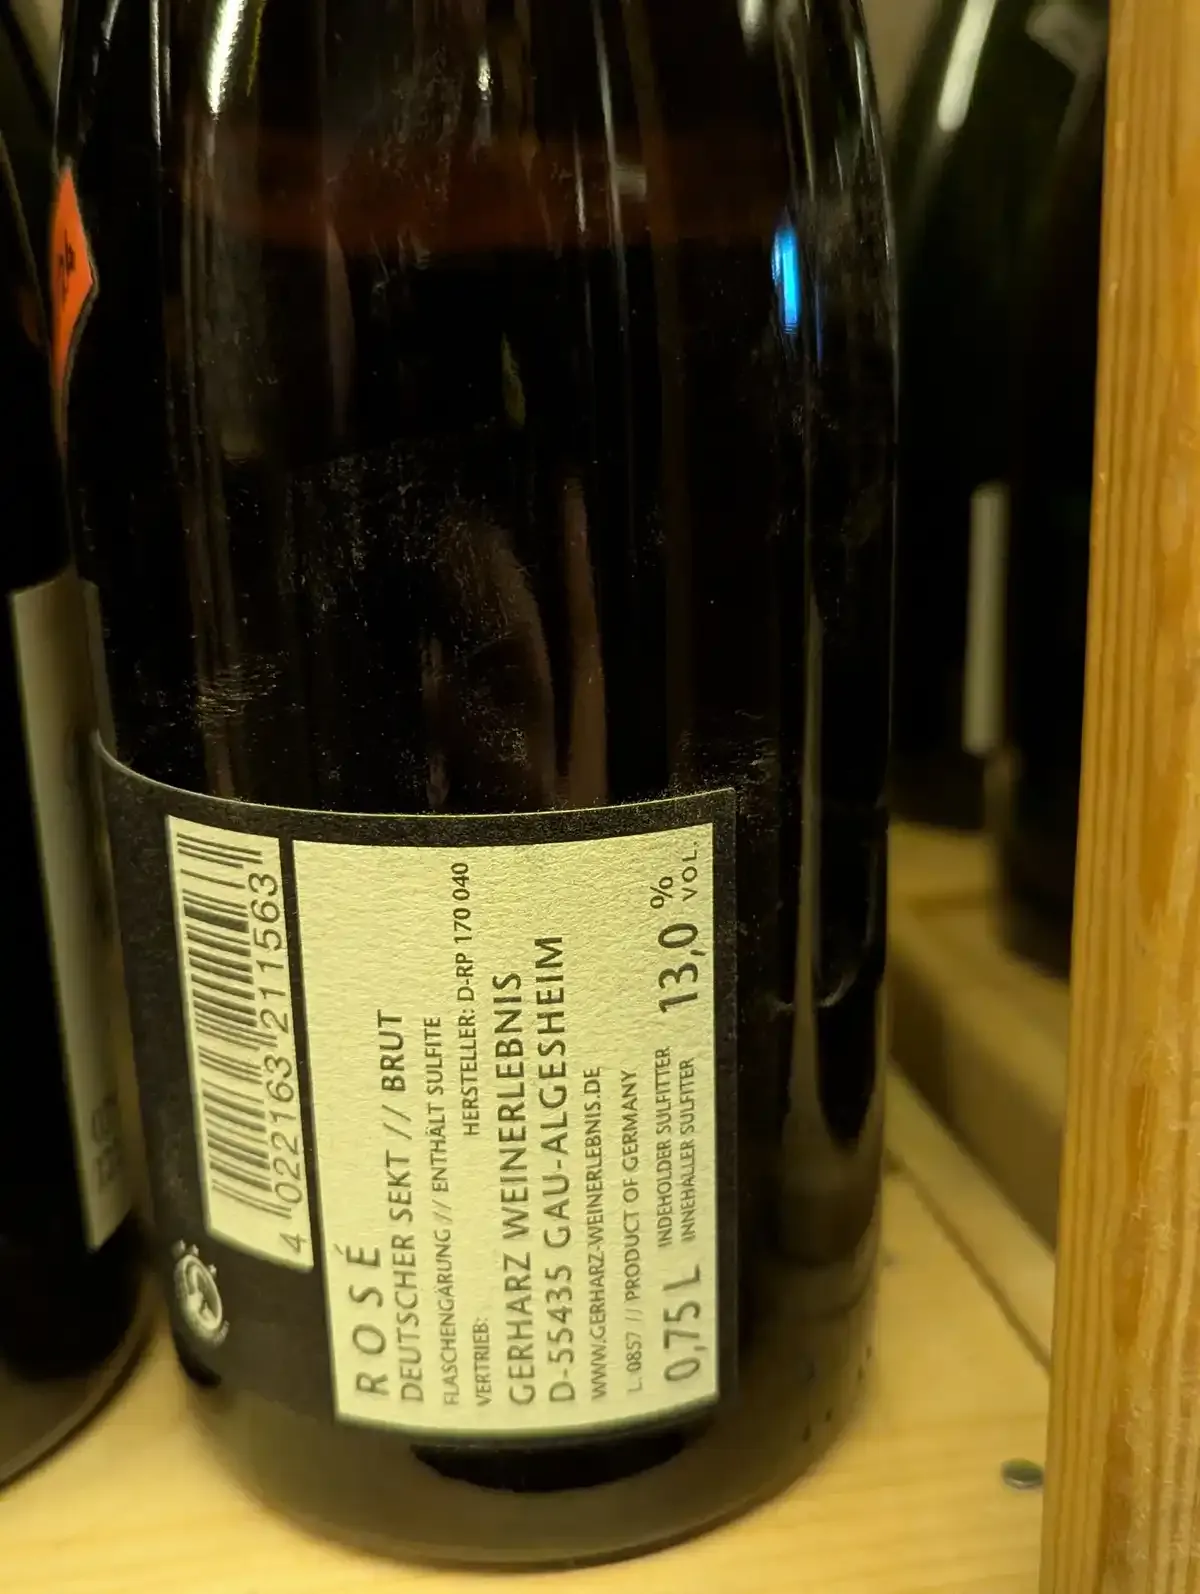 4 022163 211563
ROSÉ
DEUTSCHER SEKT // BRUT
FLASCHENGÄRUNG // ENTHÄLT SULFITE
HERSTELLER: D-RP 170 040
VERTRIEB:
GERHARZ WEINERLEBNIS
D-55435 GAU-ALGESHEIM
WWW.GERHARZ-WEINERLEBNIS.DE
L. 0857 // PRODUCT OF GERMANY
0,75 L INDEHOLDER SULFITTER 13,0 % VOL.
INNEHALLER SULFITER